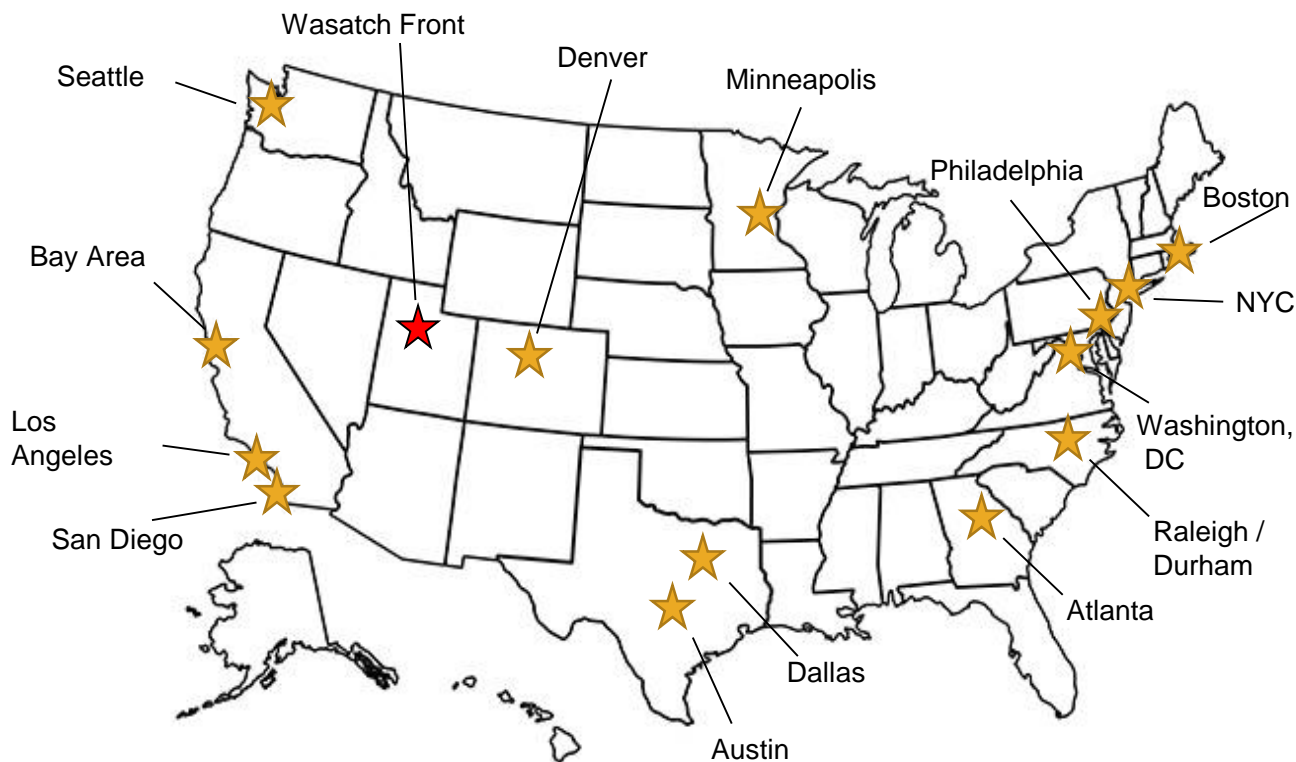 Wasatch Front
Denver
Seattle
Minneapolis
Philadelphia
Boston
Bay Area
NYC
Los
Angeles
Washington,
DC
San Diego
Raleigh /
Durham
Atlanta
Dallas
Austin